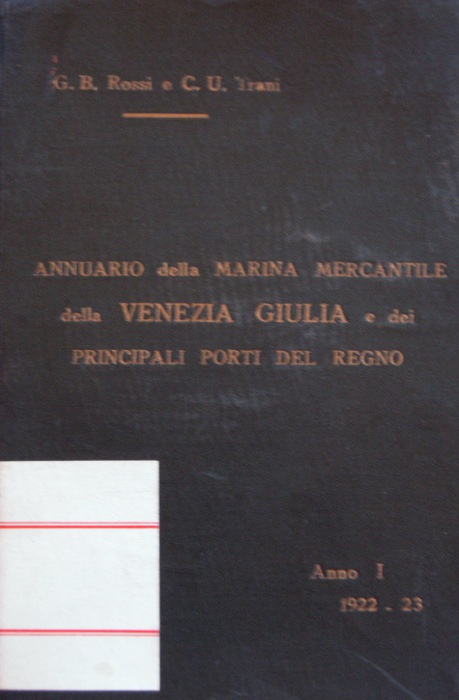 G. B. Rossi e C. U. Trani
ANNUARIO della MARINA MERCANTILE
della VENEZIA GIULIA e dei
PRINCIPALI PORTI DEL REGNO
Anno I
1922 - 23